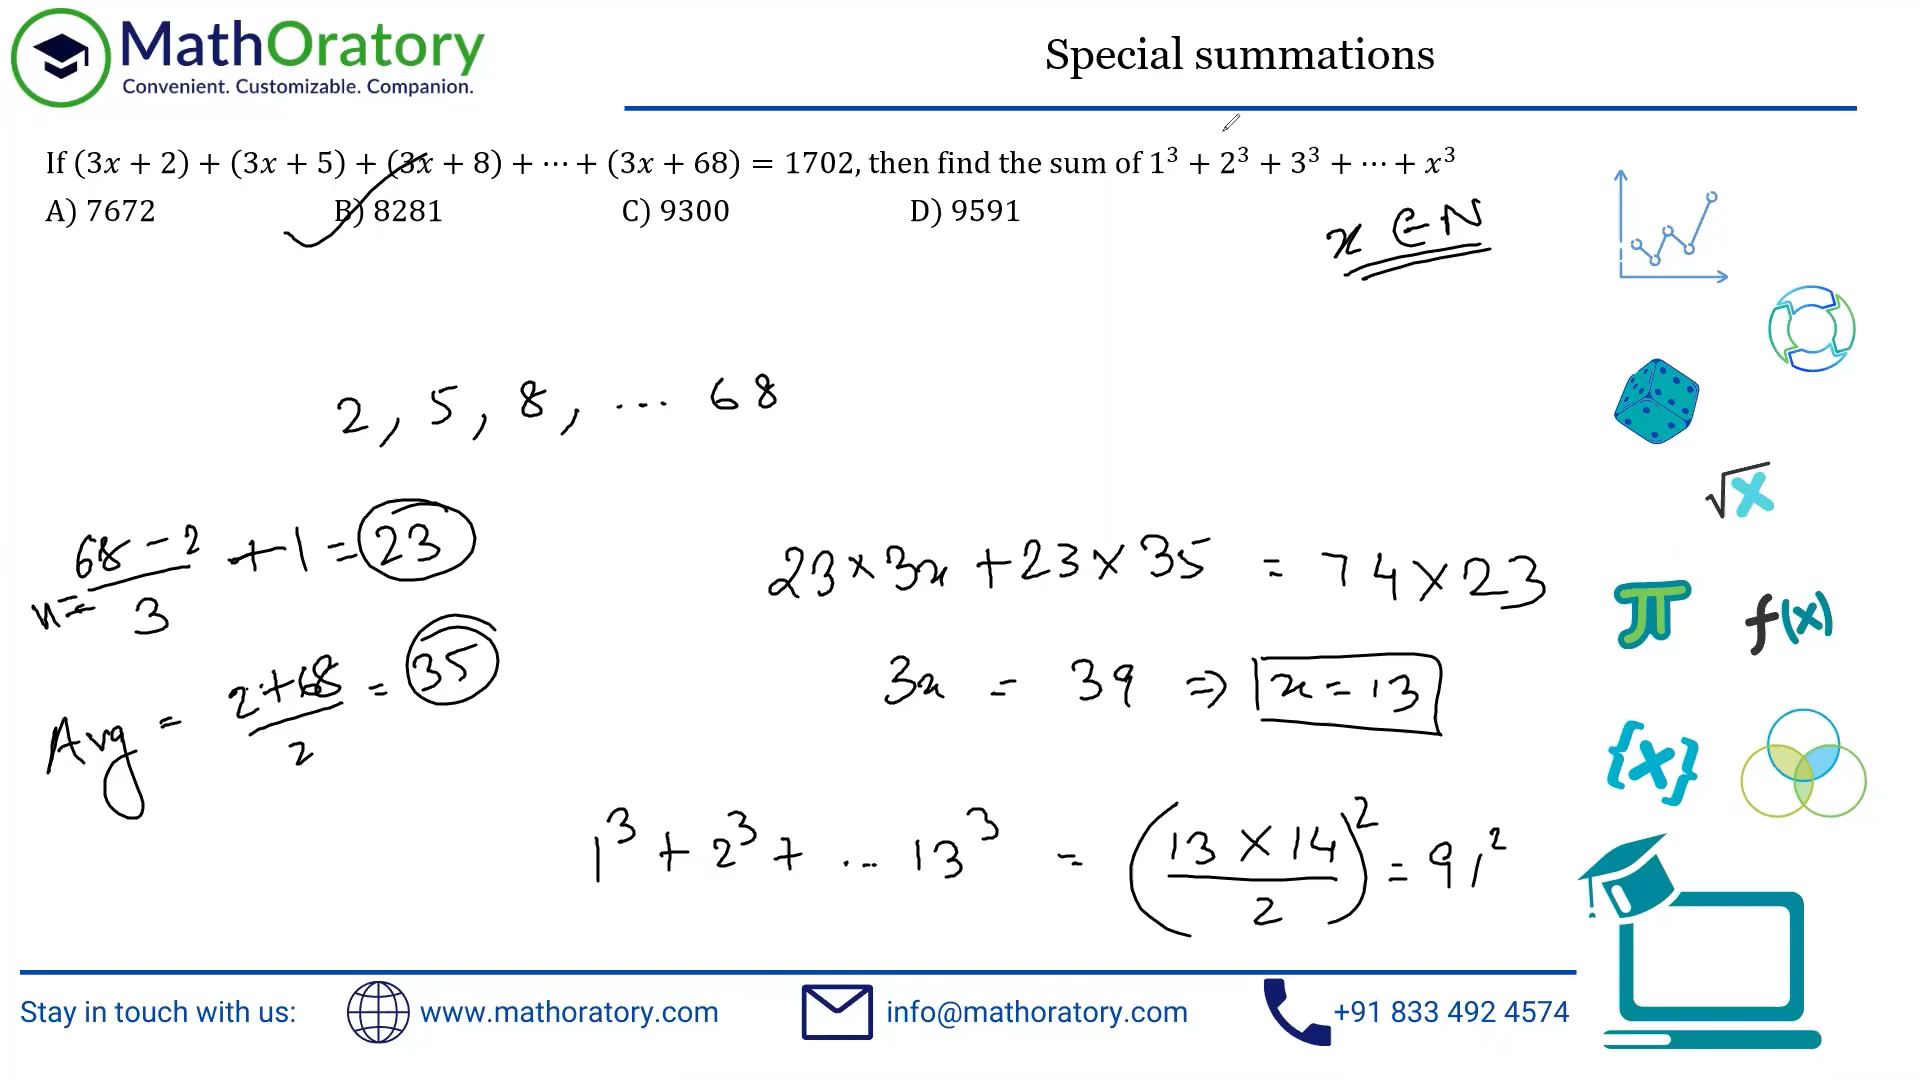 MathOratory
Convenient. Customizable. Companion.
Special summations
If (3x + 2) + (3x + 5) + (3x + 8) + ⋯ + (3x + 68) = 1702, then find the sum of 1³ + 2³ + 3³ + ⋯ + x³
A) 7672 B) 8281 C) 9300 D) 9591
x ∈ N
2, 5, 8, ... 68
n = (68 - 2)/3 + 1 = 23
23 × 3x + 23 × 35 = 74 × 23
Avg = (2 + 68)/2 = 35
3x = 39 ⇒ x = 13
1³ + 2³ + ... 13³ = ((13 × 14)/2)² = 91²
√x
π f(x)
{x}
Stay in touch with us: www.mathoratory.com info@mathoratory.com +91 833 492 4574